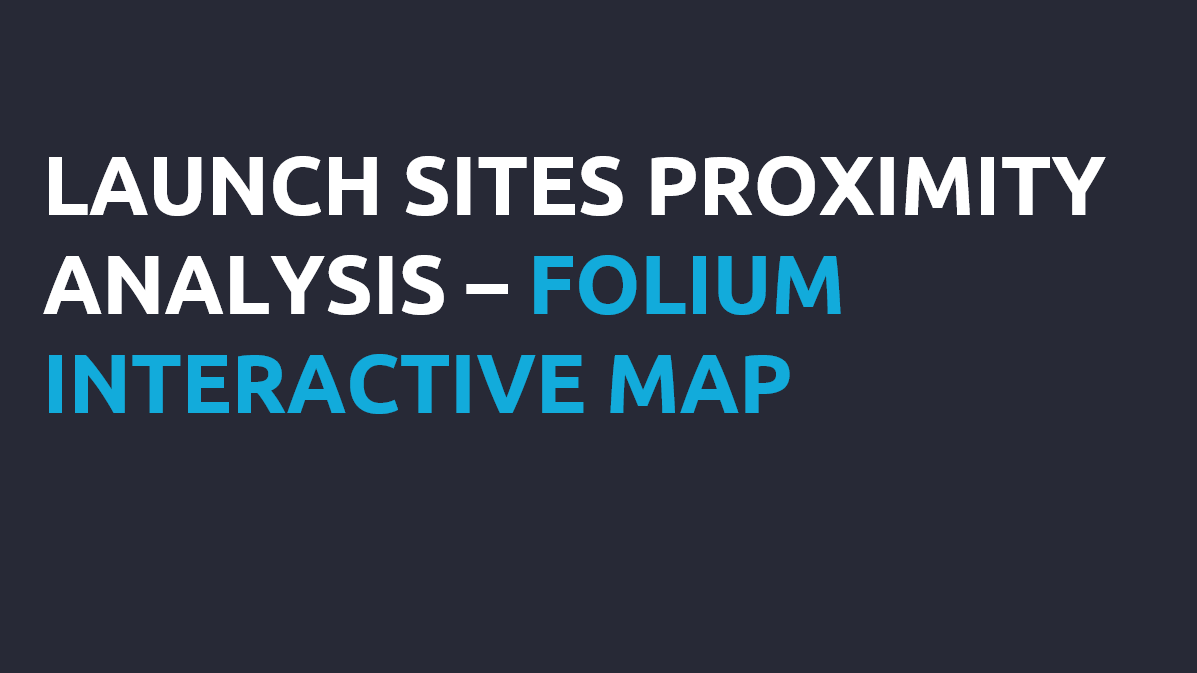 LAUNCH SITES PROXIMITY
ANALYSIS – FOLIUM
INTERACTIVE MAP